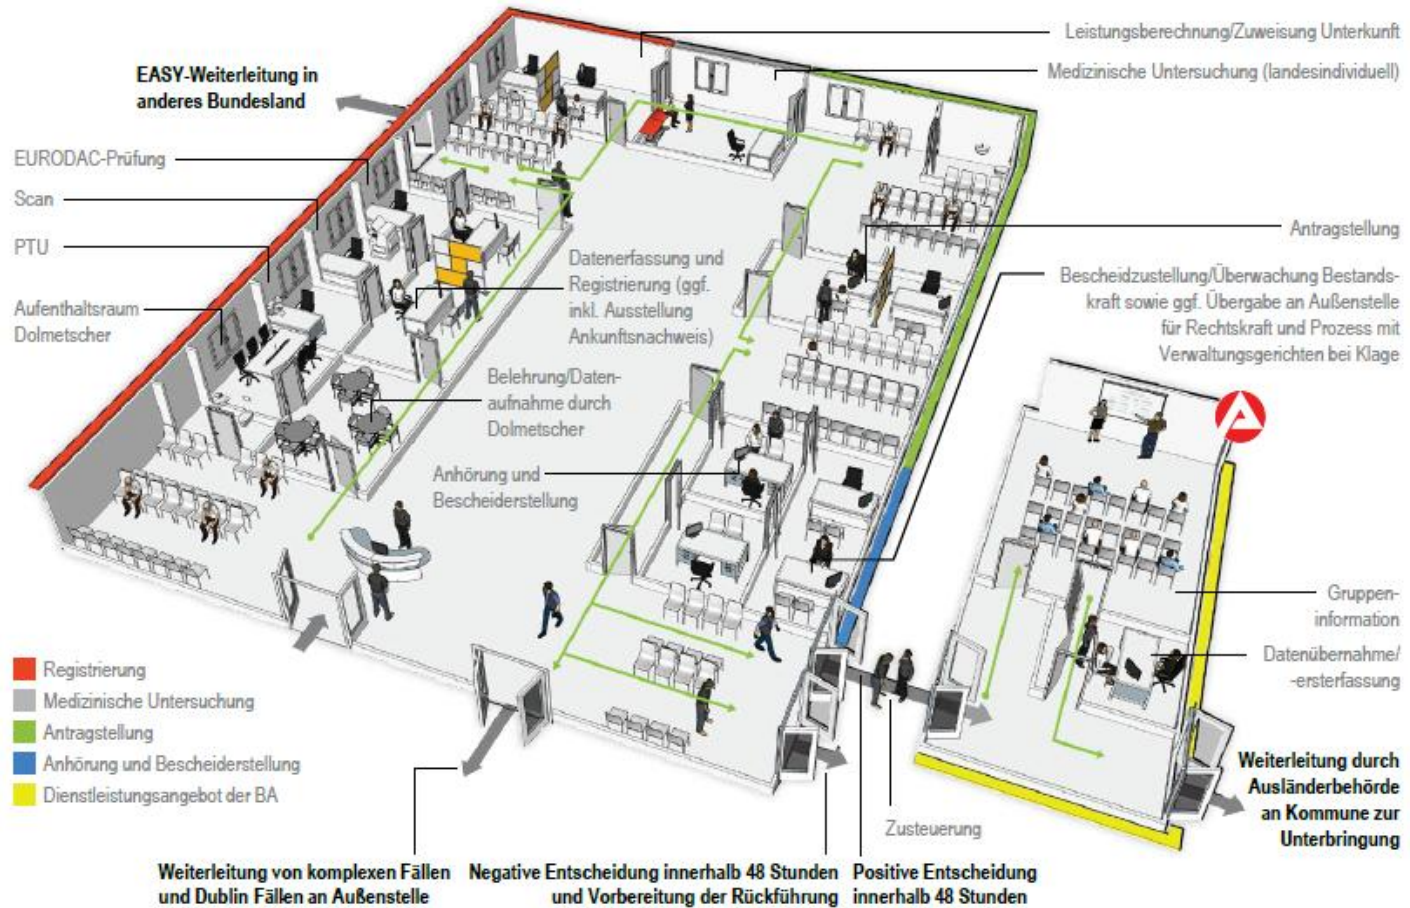 Leistungsberechnung/Zuweisung Unterkunft
Medizinische Untersuchung (landesindividuell)
EASY-Weiterleitung in
anderes Bundesland
EURODAC-Prüfung
Scan
PTU
Aufenthaltsraum
Dolmetscher
Datenerfassung und
Registrierung (ggf.
inkl. Ausstellung
Ankunftsnachweis)
Belehrung/Daten-
aufnahme durch
Dolmetscher
Anhörung und
Bescheiderstellung
Antragstellung
Bescheidzustellung/Überwachung Bestands-
kraft sowie ggf. Übergabe an Außenstelle
für Rechtskraft und Prozess mit
Verwaltungsgerichten bei Klage
Gruppen-
information
Datenübernahme/
-ersterfassung
Registrierung
Medizinische Untersuchung
Antragstellung
Anhörung und Bescheiderstellung
Dienstleistungsangebot der BA
Weiterleitung durch
Ausländerbehörde
an Kommune zur
Unterbringung
Zusteuerung
Weiterleitung von komplexen Fällen
und Dublin Fällen an Außenstelle
Negative Entscheidung innerhalb 48 Stunden
und Vorbereitung der Rückführung
Positive Entscheidung
innerhalb 48 Stunden